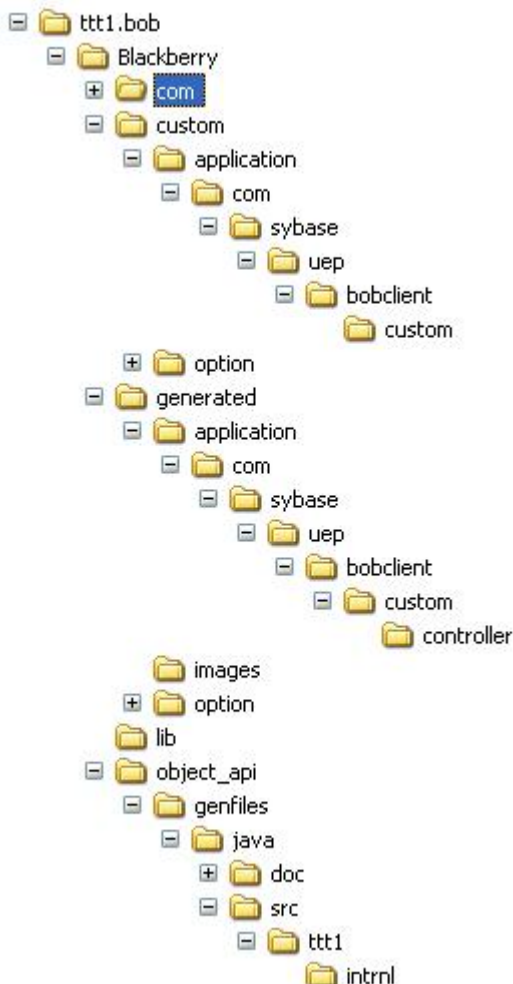 ttt1.bob
Blackberry
com
custom
application
com
sybase
uep
bobclient
custom
option
generated
application
com
sybase
uep
bobclient
custom
controller
images
option
lib
object_api
genfiles
java
doc
src
ttt1
intrnl